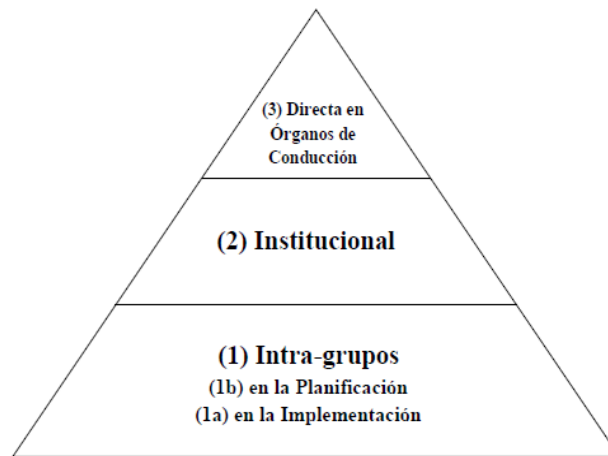 (3) Directa en
Órganos de
Conducción
(2) Institucional
(1) Intra-grupos
(1b) en la Planificación
(1a) en la Implementación